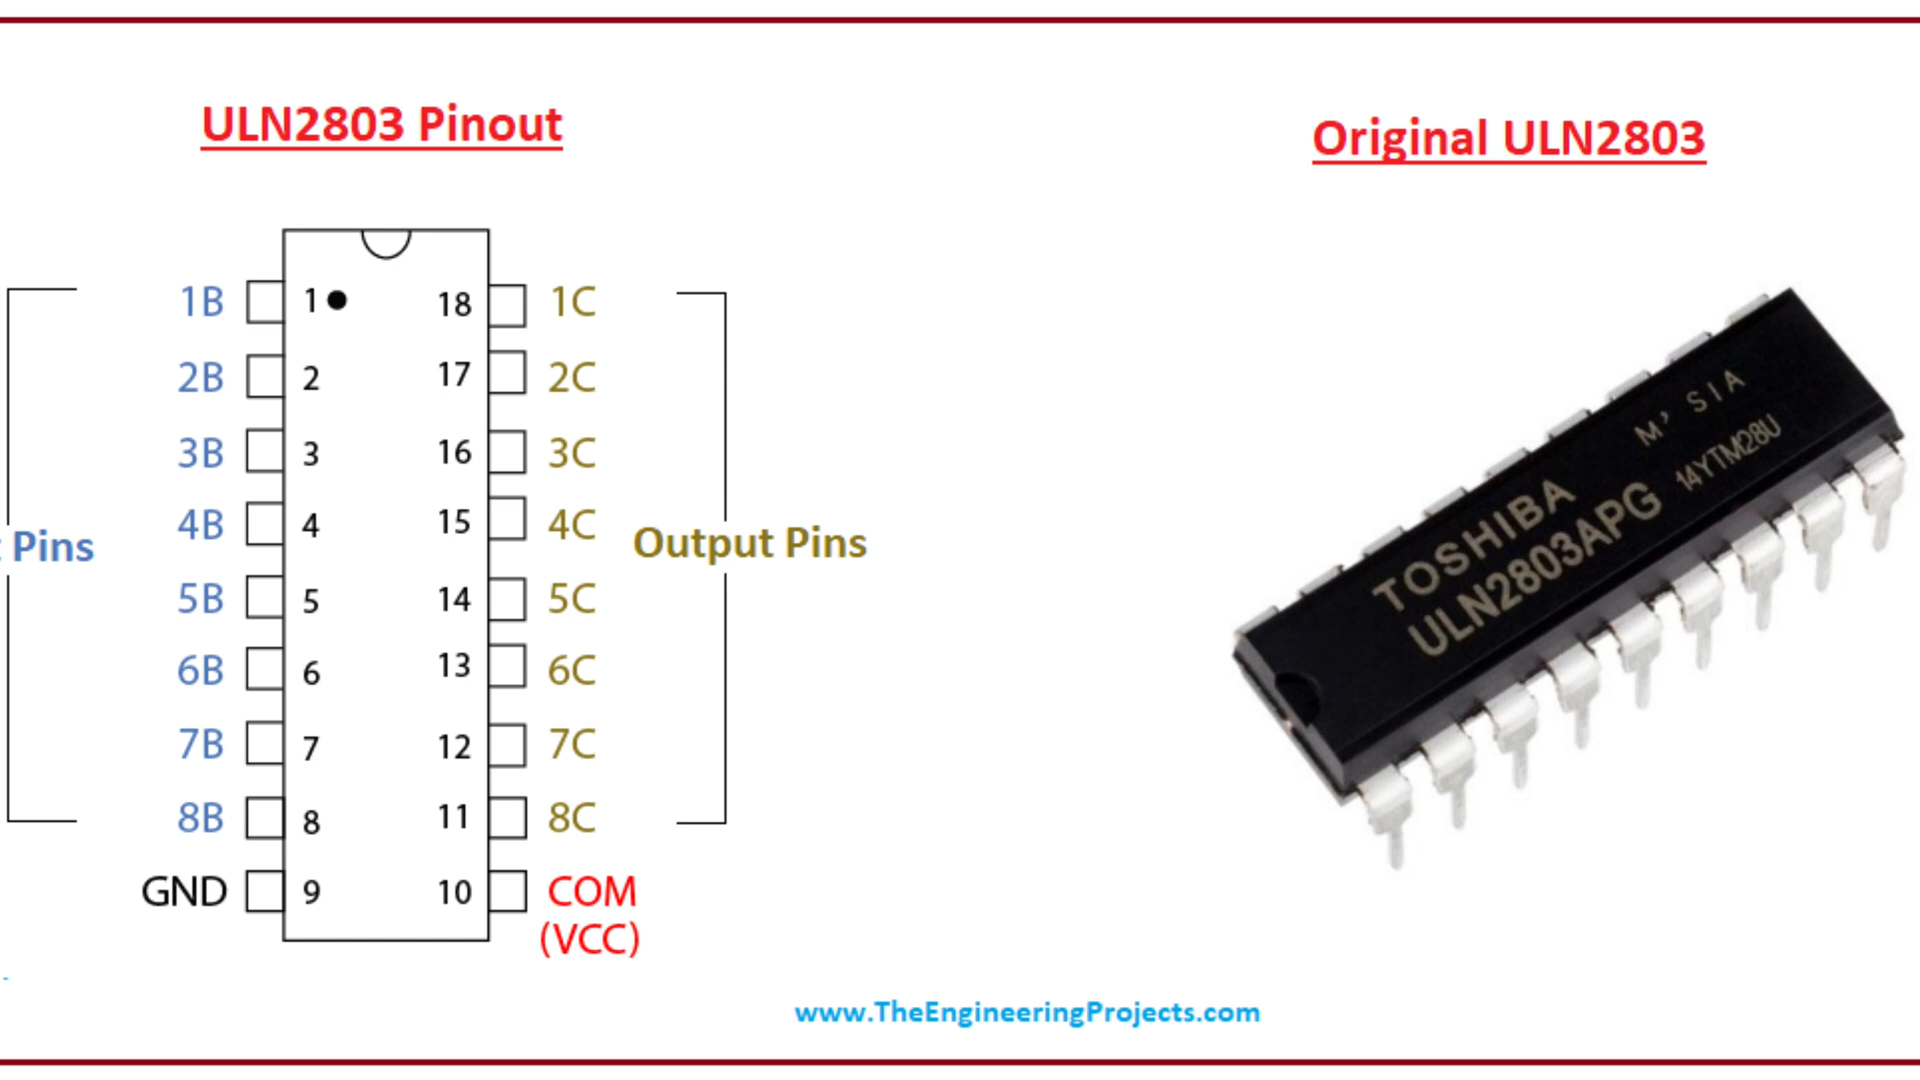 ULN2803 Pinout
Original ULN2803
1B 1 18 1C
2B 2 17 2C
3B 3 16 3C
4B 4 15 4C
Pins
Output Pins
5B 5 14 5C
6B 6 13 6C
7B 7 12 7C
8B 8 11 8C
GND 9 10 COM
(VCC)
TOSHIBA
ULN2803APG
M' SIA
14YTM28U
www.TheEngineeringProjects.com